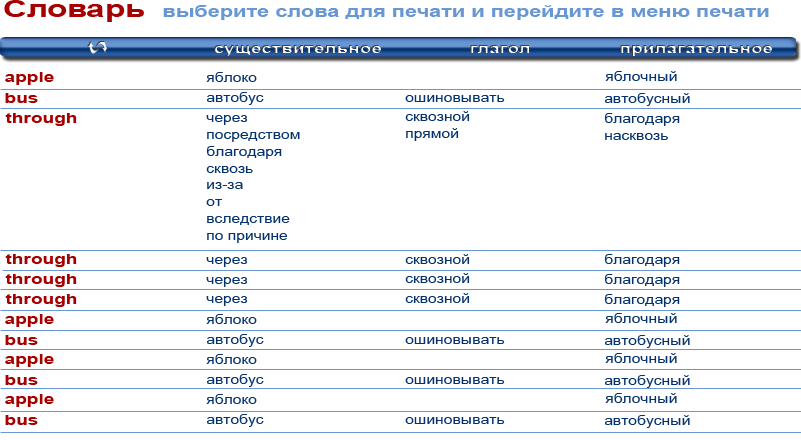 Словарь выберите слова для печати и перейдите в меню печати
существительное глагол прилагательное
apple яблоко яблочный
bus автобус ошиновывать автобусный
through через сквозной благодаря
посредством прямой насквозь
благодаря
сквозь
из-за
от
вследствие
по причине
through через сквозной благодаря
through через сквозной благодаря
through через сквозной благодаря
apple яблоко яблочный
bus автобус ошиновывать автобусный
apple яблоко яблочный
bus автобус ошиновывать автобусный
apple яблоко яблочный
bus автобус ошиновывать автобусный